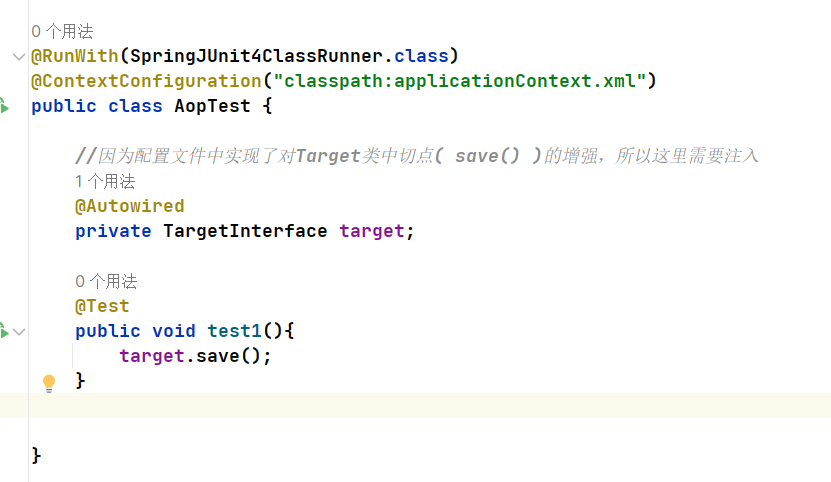 0 个用法
@RunWith(SpringJUnit4ClassRunner.class)
@ContextConfiguration("classpath:applicationContext.xml")
public class AopTest {
//因为配置文件中实现了对Target类中切点( save() )的增强，所以这里需要注入
1 个用法
@Autowired
private TargetInterface target;
0 个用法
@Test
public void test1(){
target.save();
}
}